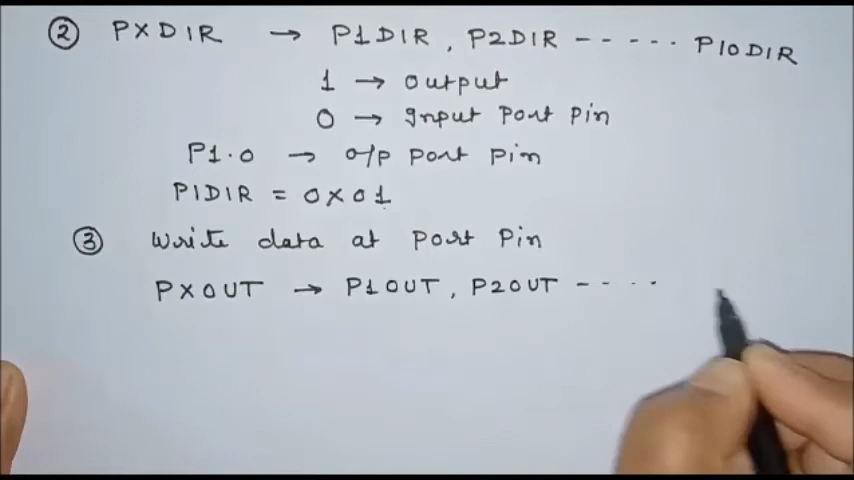 ② PXDIR → P1DIR, P2DIR ----- P10DIR
1 → output
0 → Input Port Pin
P1.0 → o/p port pin
P1DIR = 0X01
③ Write data at port Pin
PXOUT → P1OUT, P2OUT ----